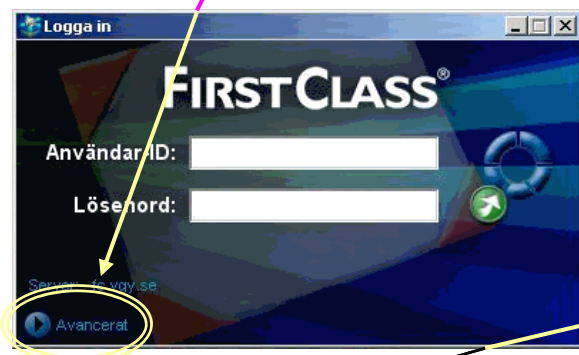 Logga in
FIRSTCLASS®
Användar-ID:
Lösenord:
Server: fc.vgy.se
Avancerat